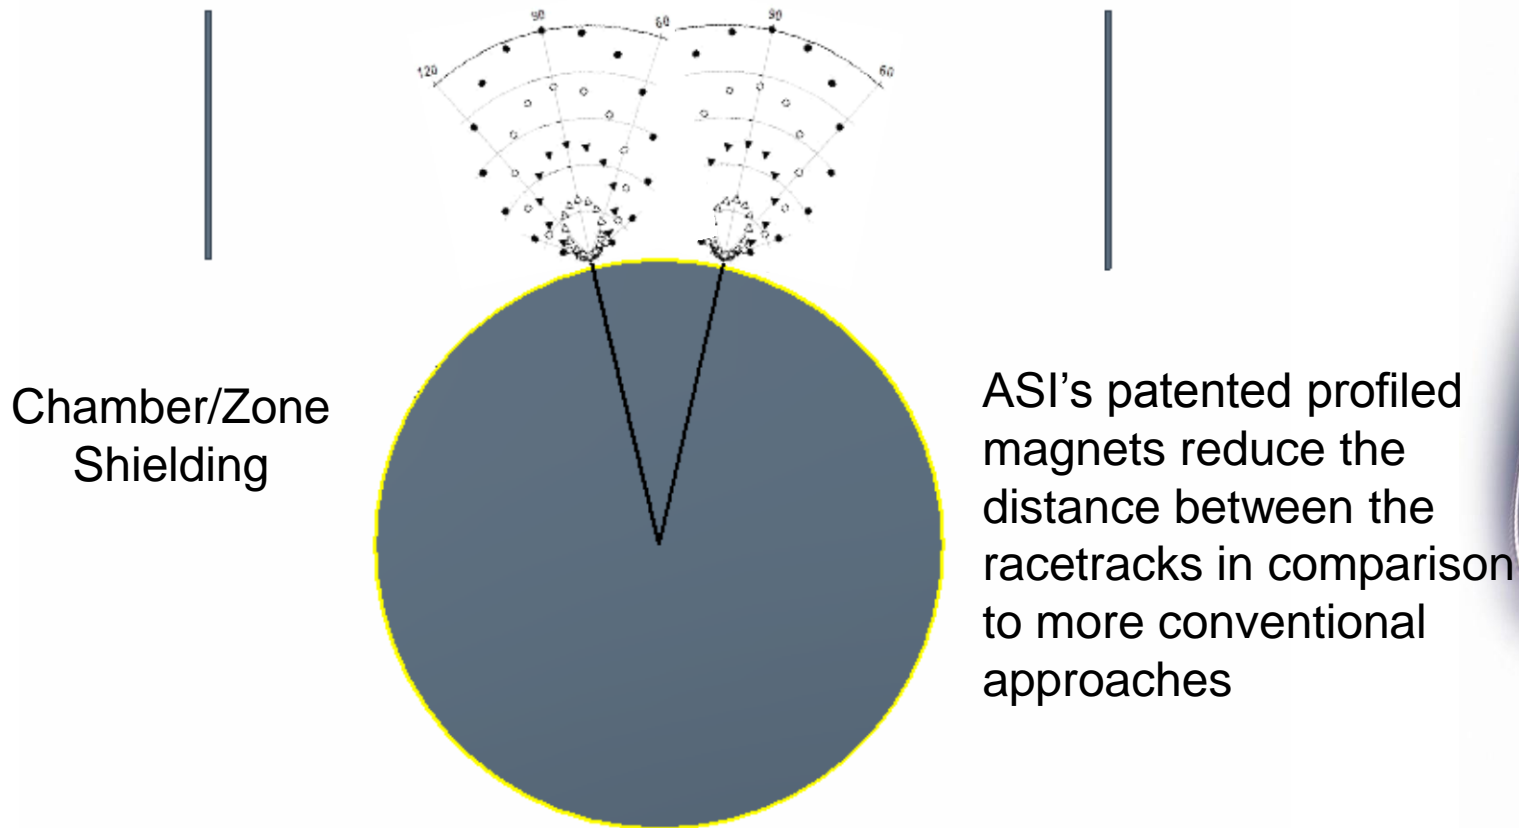 90
60
90
120
60
Chamber/Zone
Shielding
ASI’s patented profiled
magnets reduce the
distance between the
racetracks in comparison
to more conventional
approaches